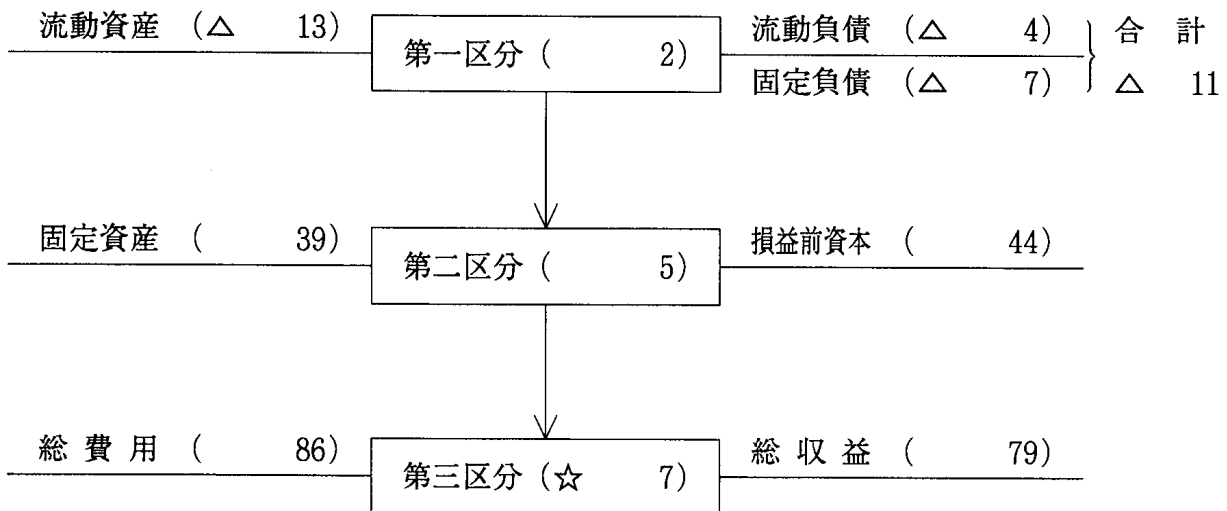 流動資産 (△ 13)
第一区分 ( 2)
流動負債 (△ 4)
固定負債 (△ 7)
合 計
△ 11
固定資産 ( 39)
第二区分 ( 5)
損益前資本 ( 44)
総 費 用 ( 86)
第三区分 (☆ 7)
総 収 益 ( 79)